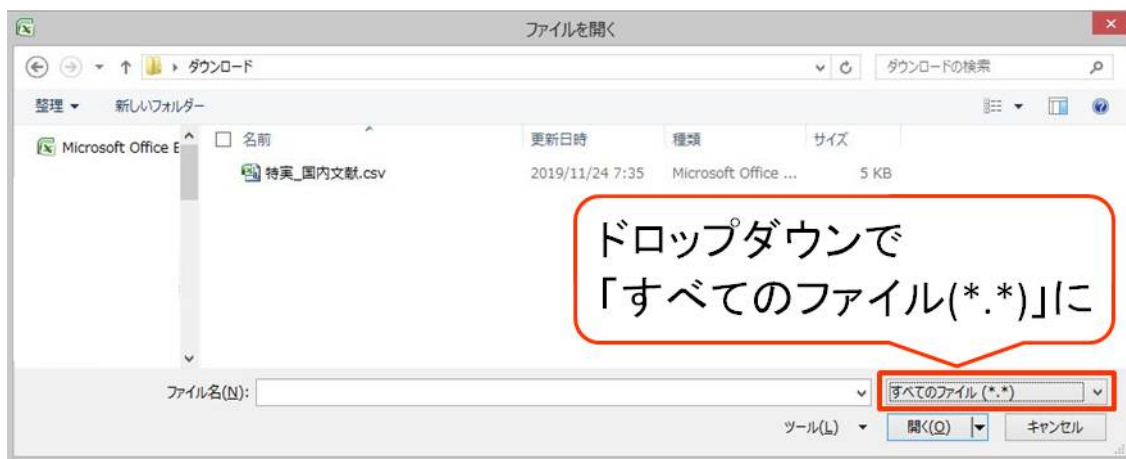 ファイルを開く
ダウンロード
ダウンロードの検索
整理
新しいフォルダー
Microsoft Office E
名前
更新日時
種類
サイズ
特実_国内文献.csv
2019/11/24 7:35
Microsoft Office ...
5 KB
ドロップダウンで
「すべてのファイル(*.*)」に
ファイル名(N):
すべてのファイル (*.*)
ツール(L)
開く(O)
キャンセル